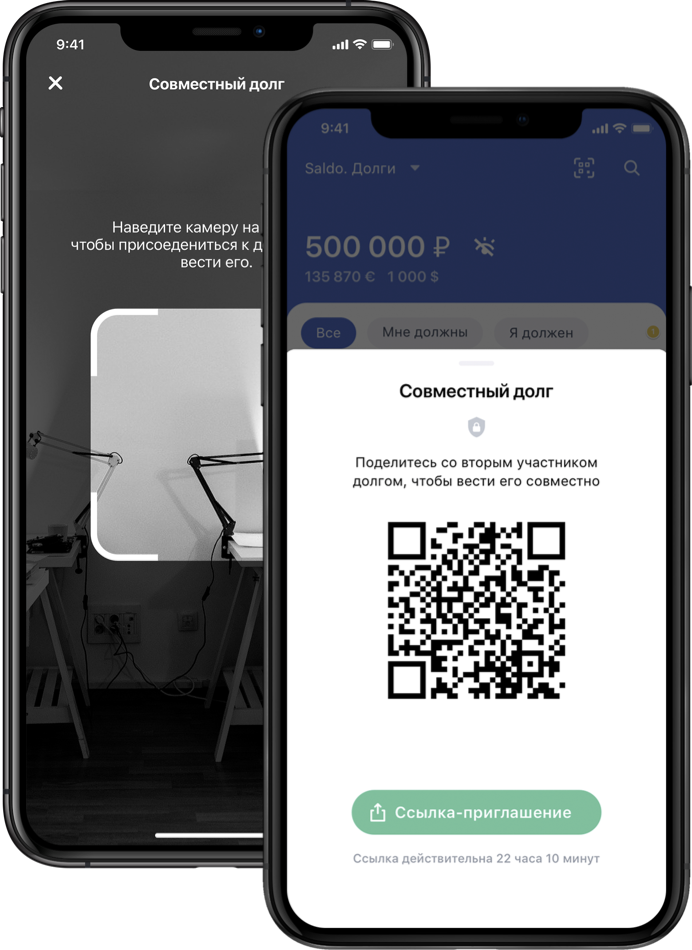 9:41
Совместный долг
Наведите камеру на
чтобы присоедениться к д
вести его.
9:41
Saldo. Долги
500 000 ₽
135 870 € 1 000 $
Все
Мне должны
Я должен
Совместный долг
Поделитесь со вторым участником
долгом, чтобы вести его совместно
Ссылка-приглашение
Ссылка действительна 22 часа 10 минут